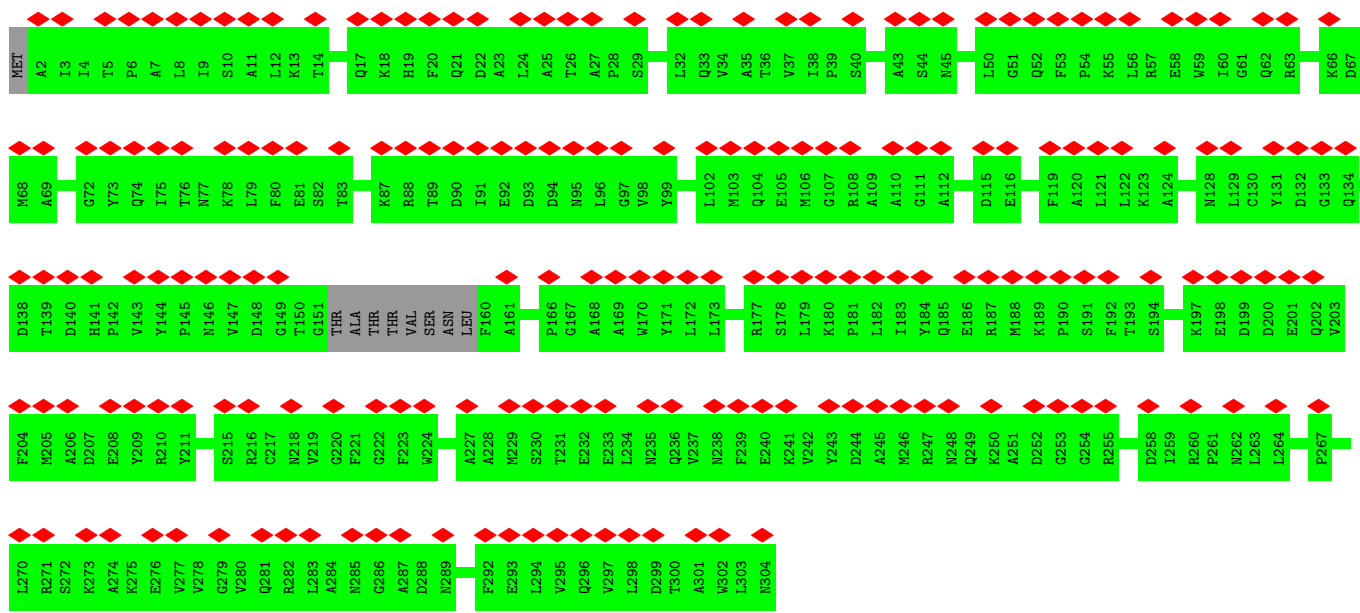 MET A2 I3 I4 T5 P6 A7 L8 I9 S10 A11 L12 K13 T14 Q17 K18 H19 F20 Q21 D22 A23 L24 A25 T26 A27 P28 S29 L32 Q33 V34 A35 T36 V37 I38 P39 S40 A43 S44 N45 L50 G51 Q52 F53 P54 K55 L56 R57 E58 W59 I60 G61 Q62 R63 K66 D67
M68 A69 G72 Y73 Q74 I75 T76 N77 K78 L79 F80 E81 S82 T83 K87 R88 T89 D90 I91 E92 D93 D94 N95 L96 G97 V98 Y99 L102 M103 Q104 E105 M106 G107 R108 A109 A110 G111 A112 D115 E116 F119 A120 L121 L122 K123 A124 N128 L129 C130 Y131 D132 G133 Q134
D138 T139 D140 H141 P142 V143 Y144 P145 N146 V147 D148 G149 T150 G151 THR ALA THR THR VAL SER ASN LEU F160 A161 P166 G167 A168 A169 W170 Y171 L172 L173 R177 S178 L179 K180 P181 L182 I183 Y184 Q185 E186 R187 M188 K189 P190 S191 F192 T193 S194 K197 E198 D199 D200 E201 Q202 V203
F204 M205 A206 D207 E208 Y209 R210 Y211 S215 R216 C217 N218 V219 G220 F221 G222 F223 W224 A227 A228 M229 S230 T231 E232 E233 L234 N235 Q236 V237 N238 F239 E240 K241 V242 Y243 D244 A245 M246 R247 N248 Q249 K250 A251 D252 G253 G254 R255 D258 I259 R260 P261 N262 L263 L264 P267
L270 R271 S272 K273 A274 K275 E276 V277 V278 G279 V280 Q281 R282 L283 A284 N285 G286 A287 D288 N289 F292 E293 L294 V295 Q296 V297 L298 D299 T300 A301 W302 L303 N304